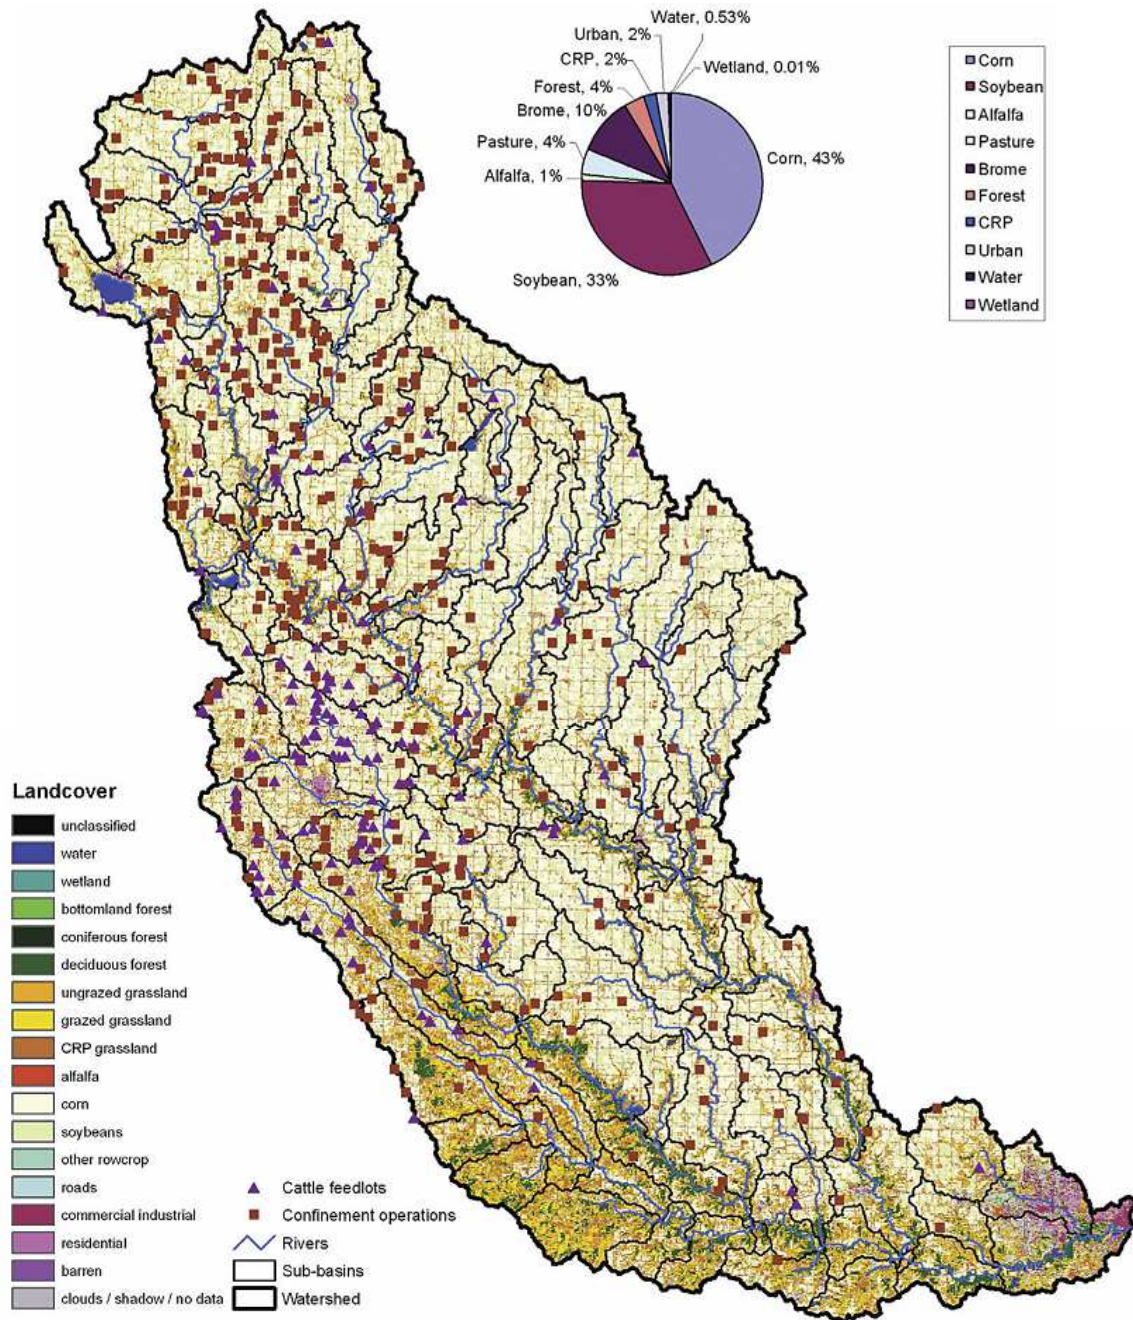 Water, 0.53%
Urban, 2%
CRP, 2%
Wetland, 0.01%
Forest, 4%
Brome, 10%
Pasture, 4%
Corn, 43%
Alfalfa, 1%
Soybean, 33%
Corn
Soybean
Alfalfa
Pasture
Brome
Forest
CRP
Urban
Water
Wetland
Landcover
unclassified
water
wetland
bottomland forest
coniferous forest
deciduous forest
ungrazed grassland
grazed grassland
CRP grassland
alfalfa
corn
soybeans
other rowcrop
roads
commercial industrial
residential
barren
clouds / shadow / no data
Cattle feedlots
Confinement operations
Rivers
Sub-basins
Watershed